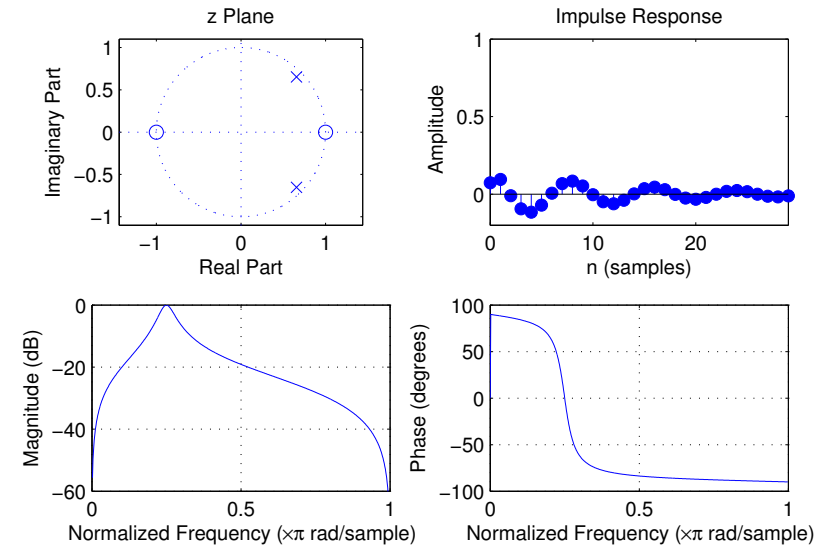 z Plane
1
0.5
0
−0.5
−1
−1
0
1
Imaginary Part
Real Part
Impulse Response
1
0.5
0
0
10
20
Amplitude
n (samples)
0
−20
−40
−60
0
0.5
1
Magnitude (dB)
Normalized Frequency (×π rad/sample)
100
50
0
−50
−100
0
0.5
1
Phase (degrees)
Normalized Frequency (×π rad/sample)